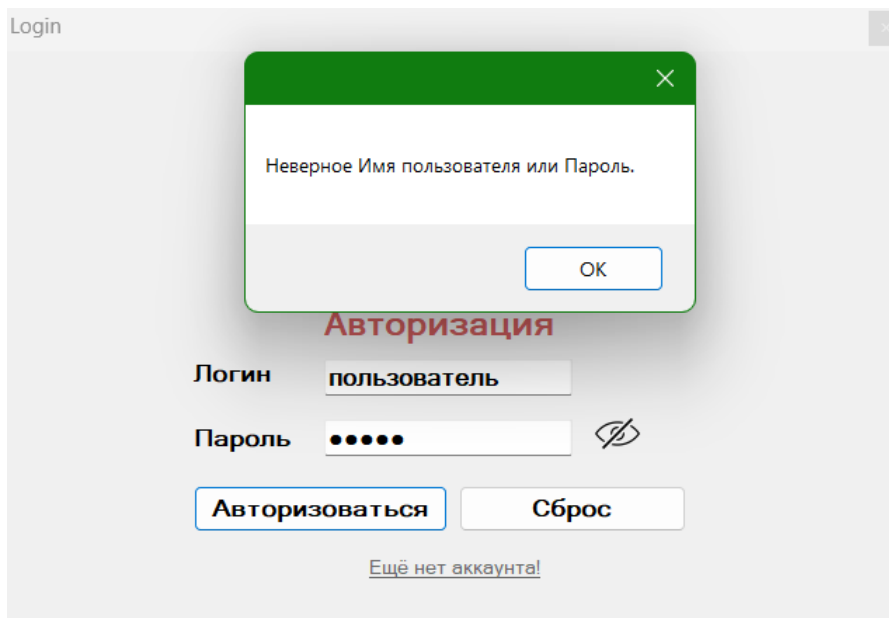 Login
Неверное Имя пользователя или Пароль.
OK
Авторизация
Логин пользователь
Пароль •••••
Авторизоваться Сброс
Ещё нет аккаунта!